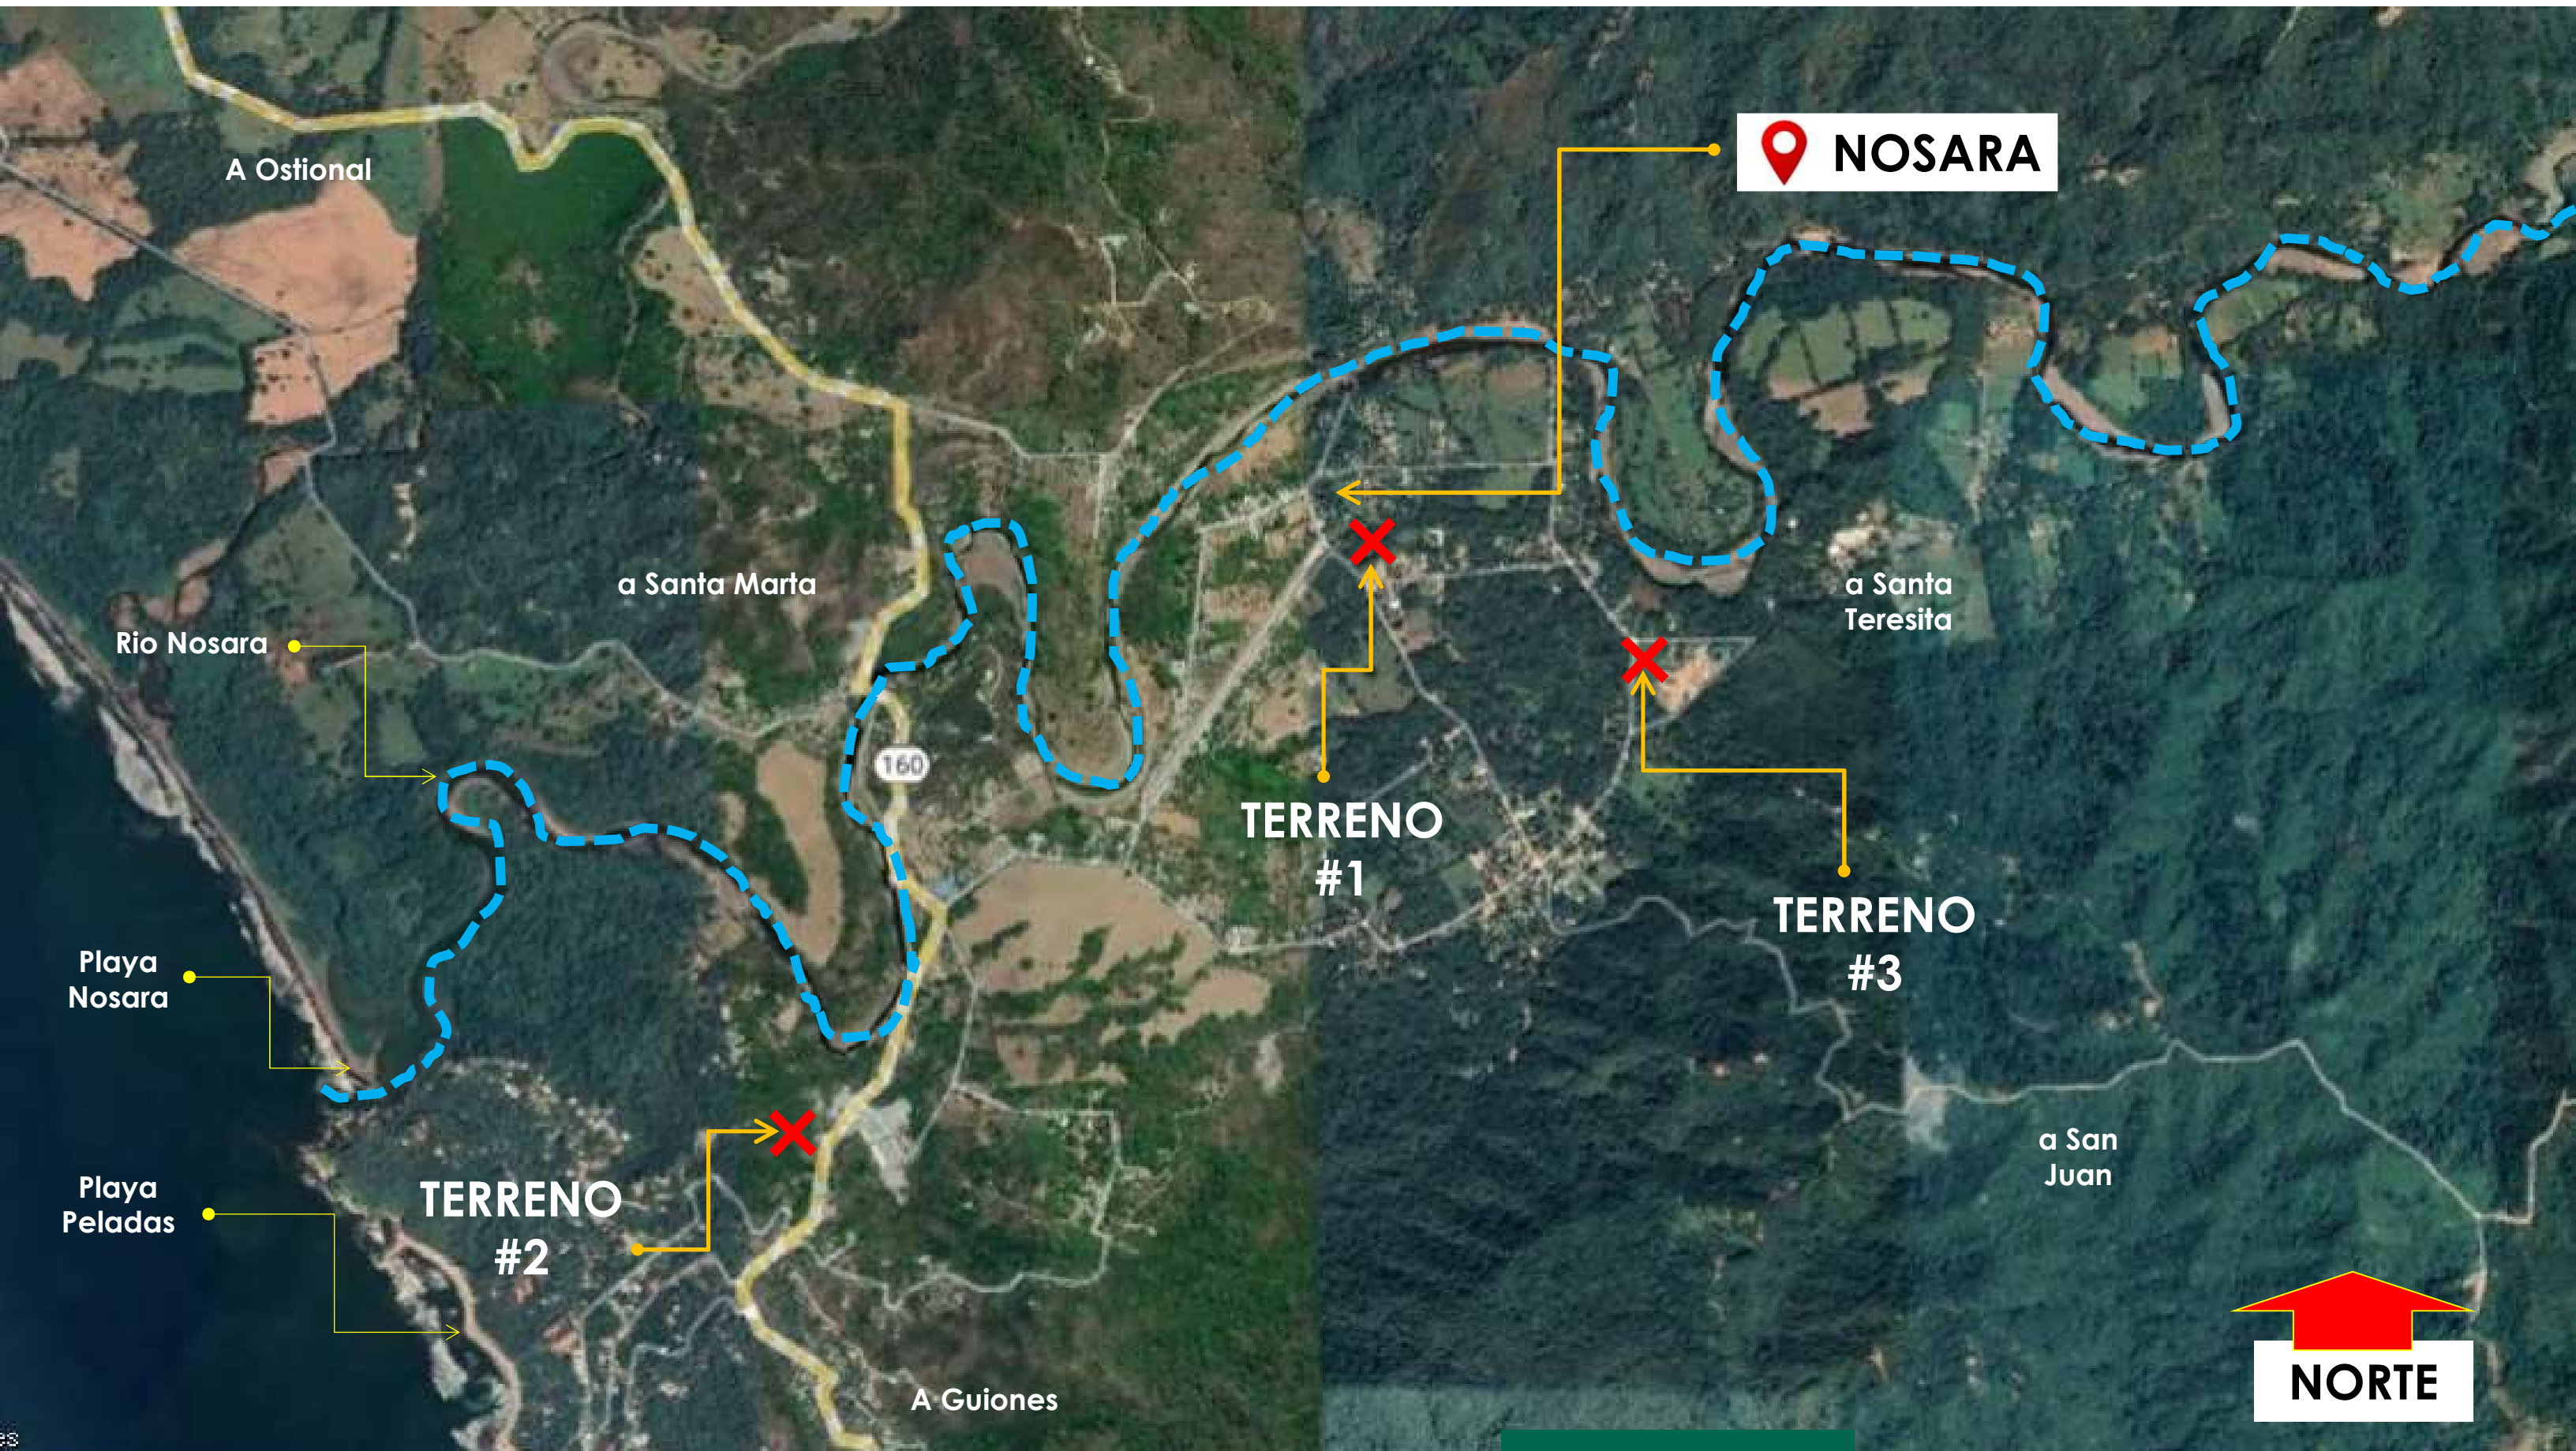 NOSARA
A Ostional
a Santa Marta
a Santa
Teresita
Rio Nosara
160
TERRENO
#1
TERRENO
#3
Playa
Nosara
a San
Juan
Playa
Peladas
TERRENO
#2
A Guiones
NORTE